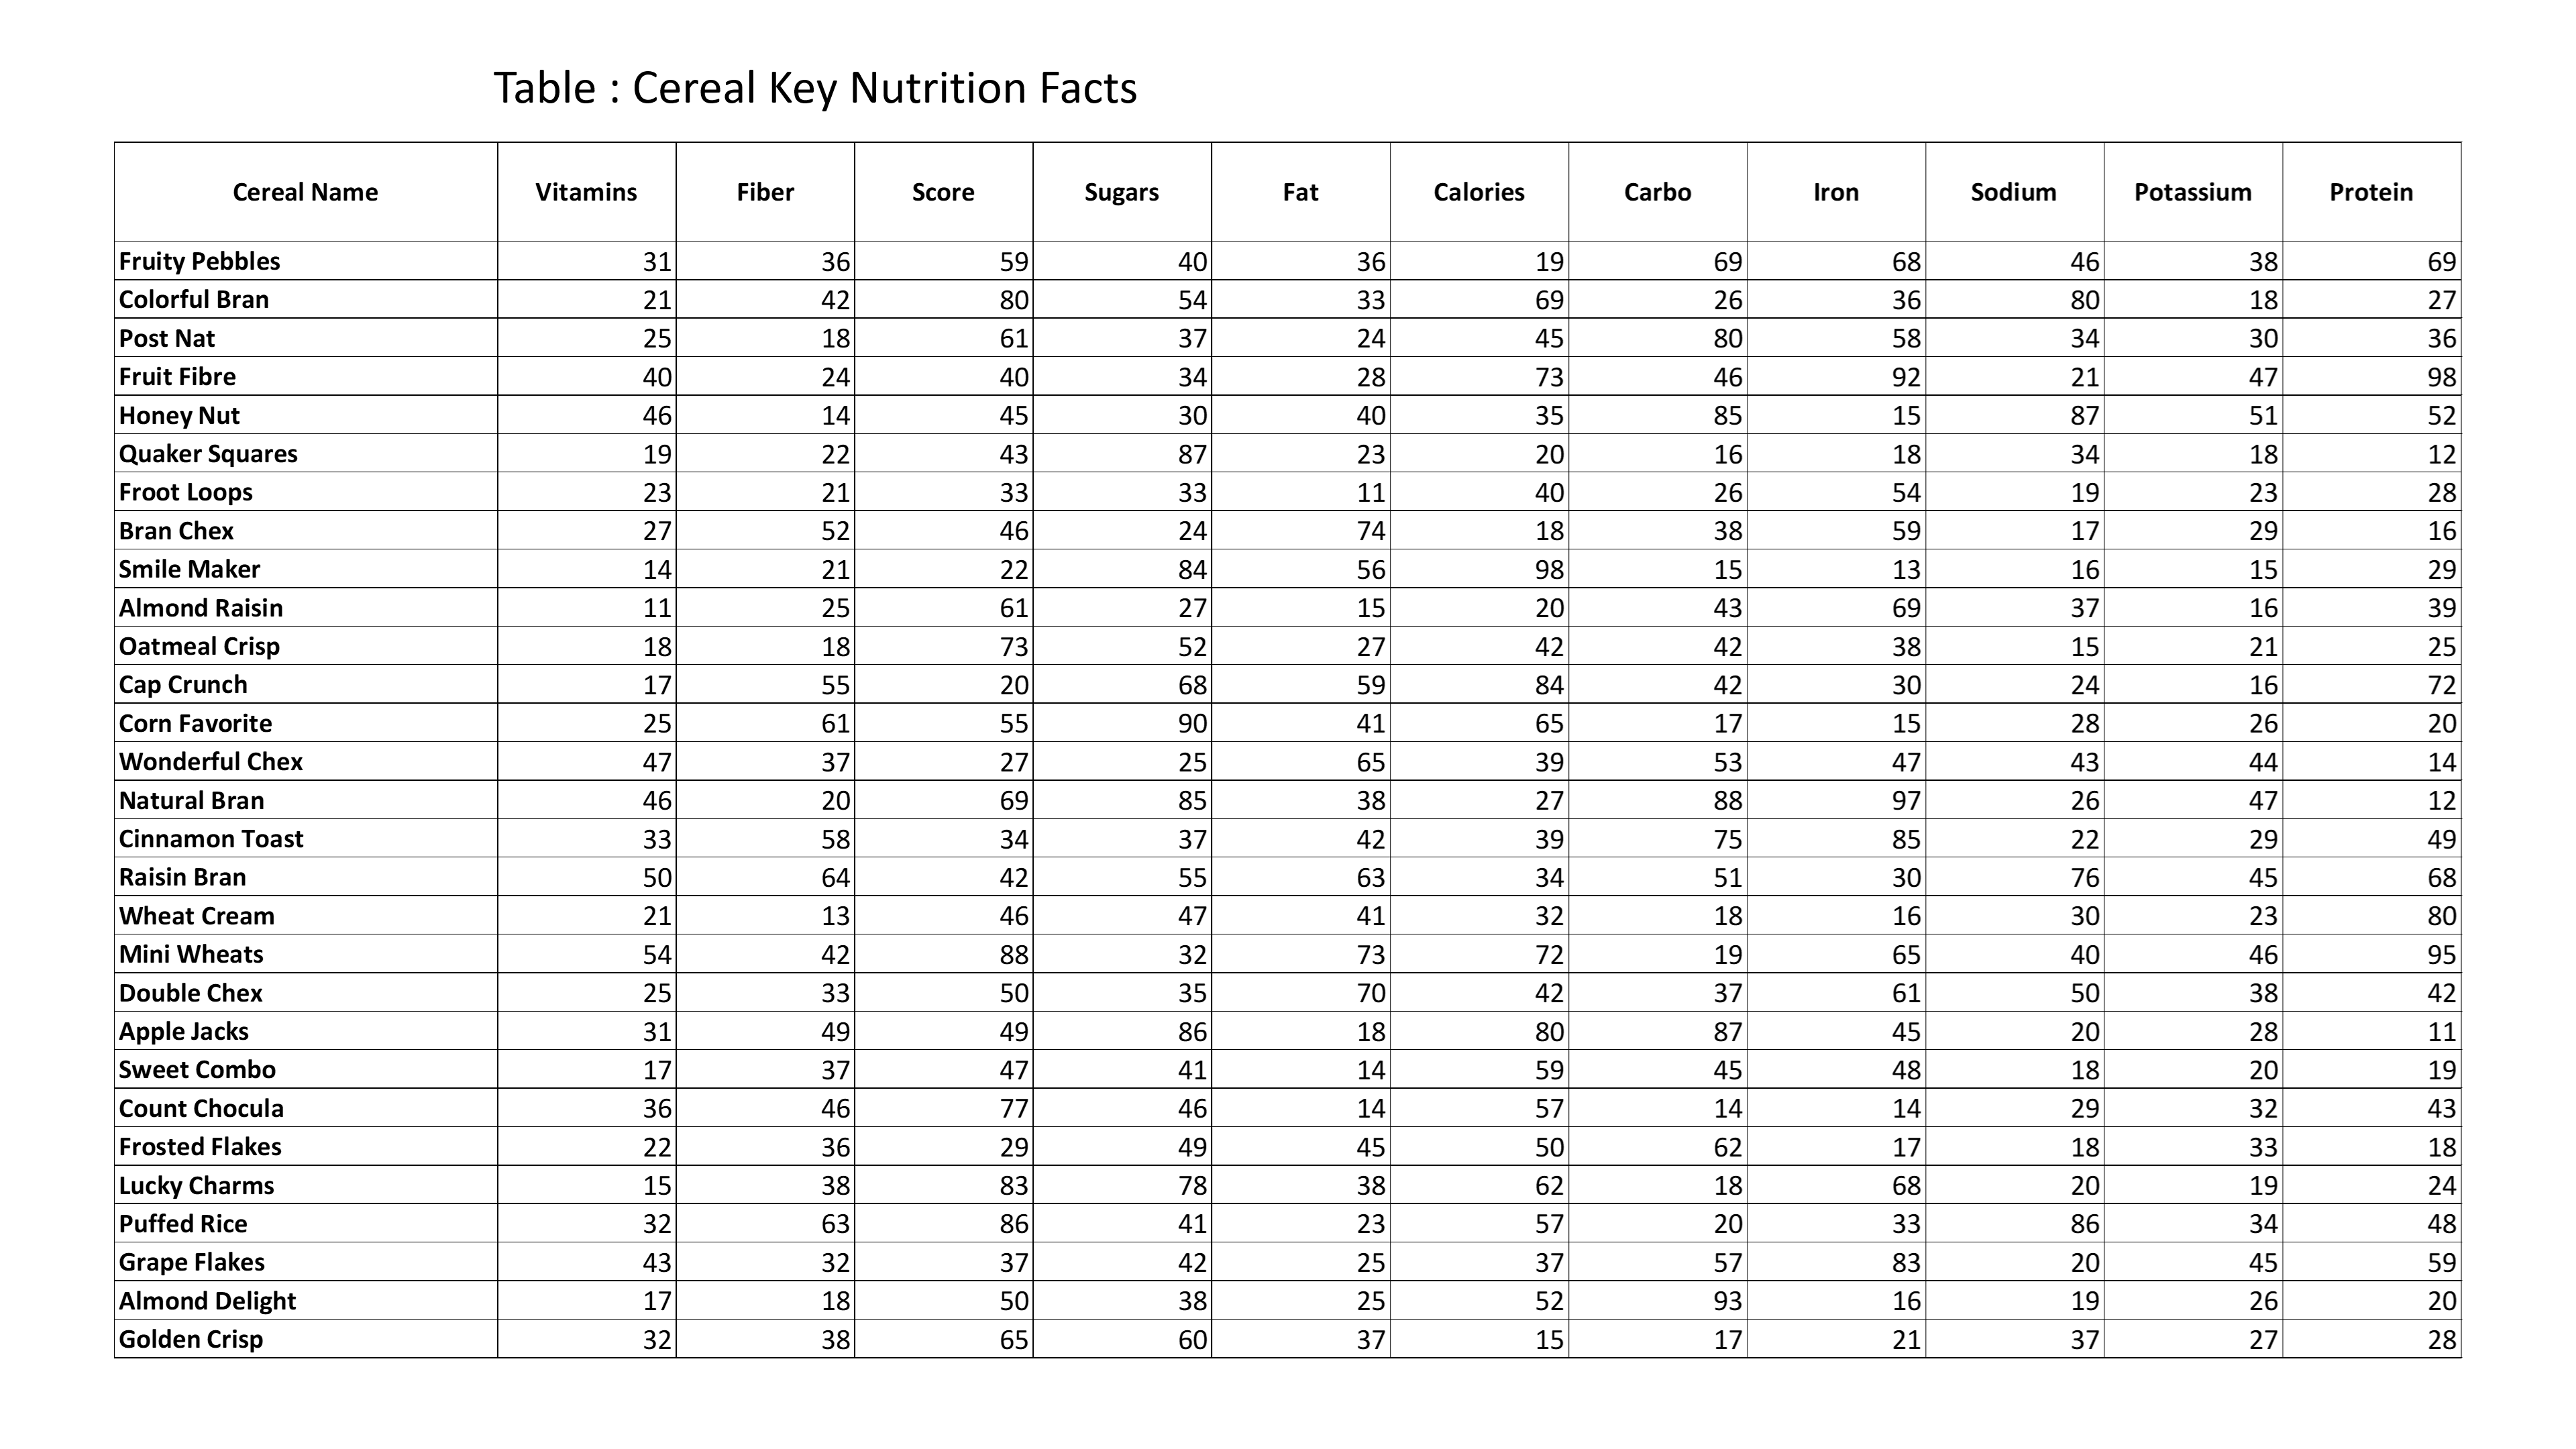 Table : Cereal Key Nutrition Facts
Cereal Name Vitamins Fiber Score Sugars Fat Calories Carbo Iron Sodium Potassium Protein
Fruity Pebbles 31 36 59 40 36 19 69 68 46 38 69
Colorful Bran 21 42 80 54 33 69 26 36 80 18 27
Post Nat 25 18 61 37 24 45 80 58 34 30 36
Fruit Fibre 40 24 40 34 28 73 46 92 21 47 98
Honey Nut 46 14 45 30 40 35 85 15 87 51 52
Quaker Squares 19 22 43 87 23 20 16 18 34 18 12
Froot Loops 23 21 33 33 11 40 26 54 19 23 28
Bran Chex 27 52 46 24 74 18 38 59 17 29 16
Smile Maker 14 21 22 84 56 98 15 13 16 15 29
Almond Raisin 11 25 61 27 15 20 43 69 37 16 39
Oatmeal Crisp 18 18 73 52 27 42 42 38 15 21 25
Cap Crunch 17 55 20 68 59 84 42 30 24 16 72
Corn Favorite 25 61 55 90 41 65 17 15 28 26 20
Wonderful Chex 47 37 27 25 65 39 53 47 43 44 14
Natural Bran 46 20 69 85 38 27 88 97 26 47 12
Cinnamon Toast 33 58 34 37 42 39 75 85 22 29 49
Raisin Bran 50 64 42 55 63 34 51 30 76 45 68
Wheat Cream 21 13 46 47 41 32 18 16 30 23 80
Mini Wheats 54 42 88 32 73 72 19 65 40 46 95
Double Chex 25 33 50 35 70 42 37 61 50 38 42
Apple Jacks 31 49 49 86 18 80 87 45 20 28 11
Sweet Combo 17 37 47 41 14 59 45 48 18 20 19
Count Chocula 36 46 77 46 14 57 14 14 29 32 43
Frosted Flakes 22 36 29 49 45 50 62 17 18 33 18
Lucky Charms 15 38 83 78 38 62 18 68 20 19 24
Puffed Rice 32 63 86 41 23 57 20 33 86 34 48
Grape Flakes 43 32 37 42 25 37 57 83 20 45 59
Almond Delight 17 18 50 38 25 52 93 16 19 26 20
Golden Crisp 32 38 65 60 37 15 17 21 37 27 28